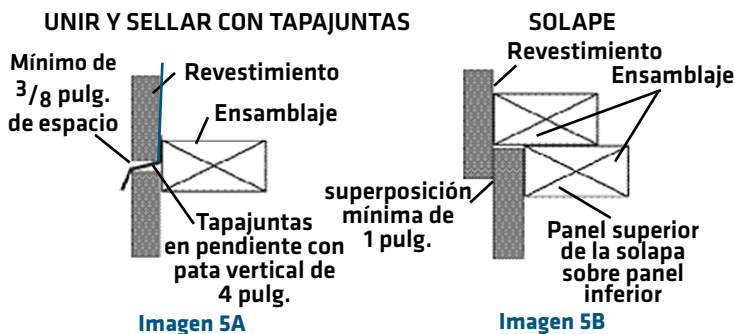 UNIR Y SELLAR CON TAPAJUNTAS
Mínimo de
3/8 pulg.
de espacio
Revestimiento
Ensamblaje
Tapajuntas
en pendiente con
pata vertical de
4 pulg.
Imagen 5A
SOLAPE
Revestimiento
Ensamblaje
superposición
mínima de
1 pulg.
Panel superior
de la solapa
sobre panel
inferior
Imagen 5B